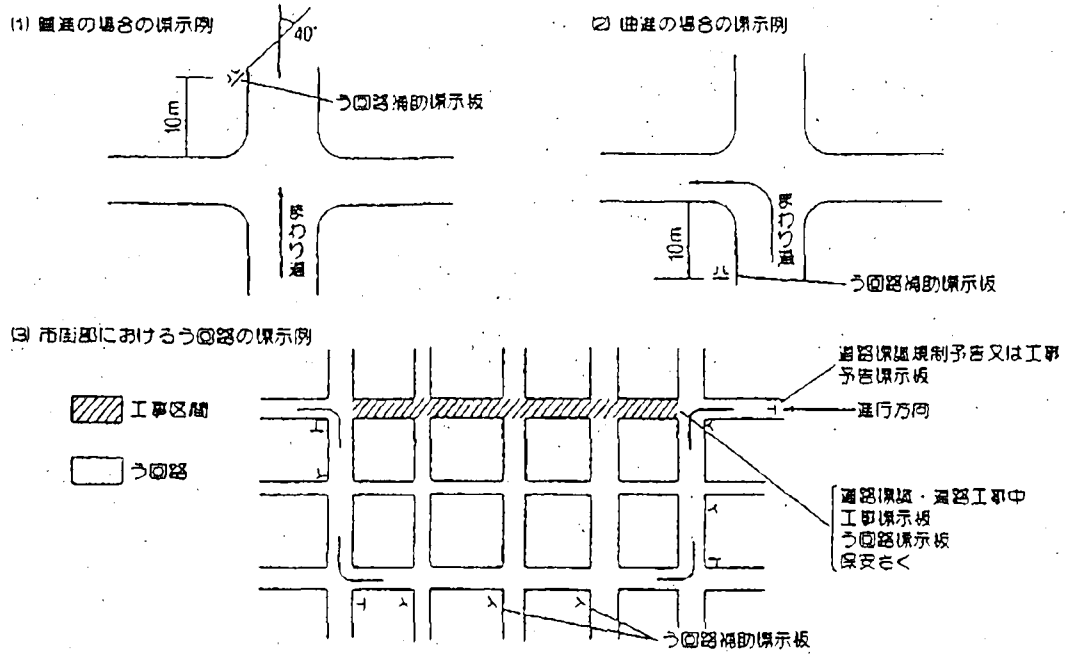 (1) 直進の場合の標示例
40°
10m
う回路補助標示板
まわり道
(2) 曲進の場合の標示例
10m
まわり道
う回路補助標示板
(3) 市街部におけるう回路の標示例
工事区間
う回路
道路標識規制予告又は工事
予告標示板
進行方向
道路標識・道路工事中
工事標示板
う回路標示板
保安さく
う回路補助標示板